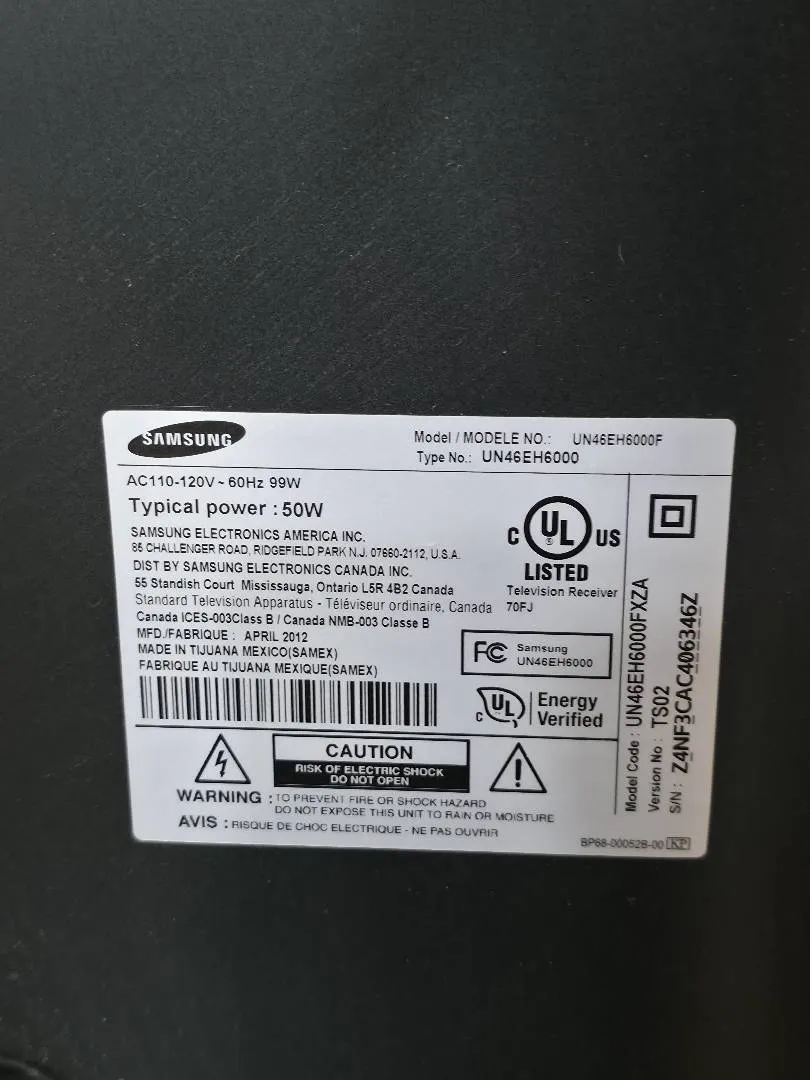 SAMSUNG
Model / MODELE NO.: UN46EH6000F
Type No.: UN46EH6000
AC110-120V ~ 60Hz 99W
Typical power : 50W
SAMSUNG ELECTRONICS AMERICA INC.
85 CHALLENGER ROAD, RIDGEFIELD PARK N.J. 07660-2112, U.S.A.
DIST BY SAMSUNG ELECTRONICS CANADA INC.
55 Standish Court Mississauga, Ontario L5R 4B2 Canada
Standard Television Apparatus - Téléviseur ordinaire, Canada
Canada ICES-003Class B / Canada NMB-003 Classe B
MFD./FABRIQUE : APRIL 2012
MADE IN TIJUANA MEXICO(SAMEX)
FABRIQUE AU TIJUANA MEXIQUE(SAMEX)
C UL US
LISTED
Television Receiver
70FJ
FC Samsung
UN46EH6000
C UL Energy
Verified
CAUTION
RISK OF ELECTRIC SHOCK
DO NOT OPEN
WARNING : TO PREVENT FIRE OR SHOCK HAZARD
DO NOT EXPOSE THIS UNIT TO RAIN OR MOISTURE
AVIS : RISQUE DE CHOC ELECTRIQUE - NE PAS OUVRIR
Model Code : UN46EH6000FXZA
Version No : TS02
S/N : Z4NF3CAC406346Z
BP68-00052B-00 KP